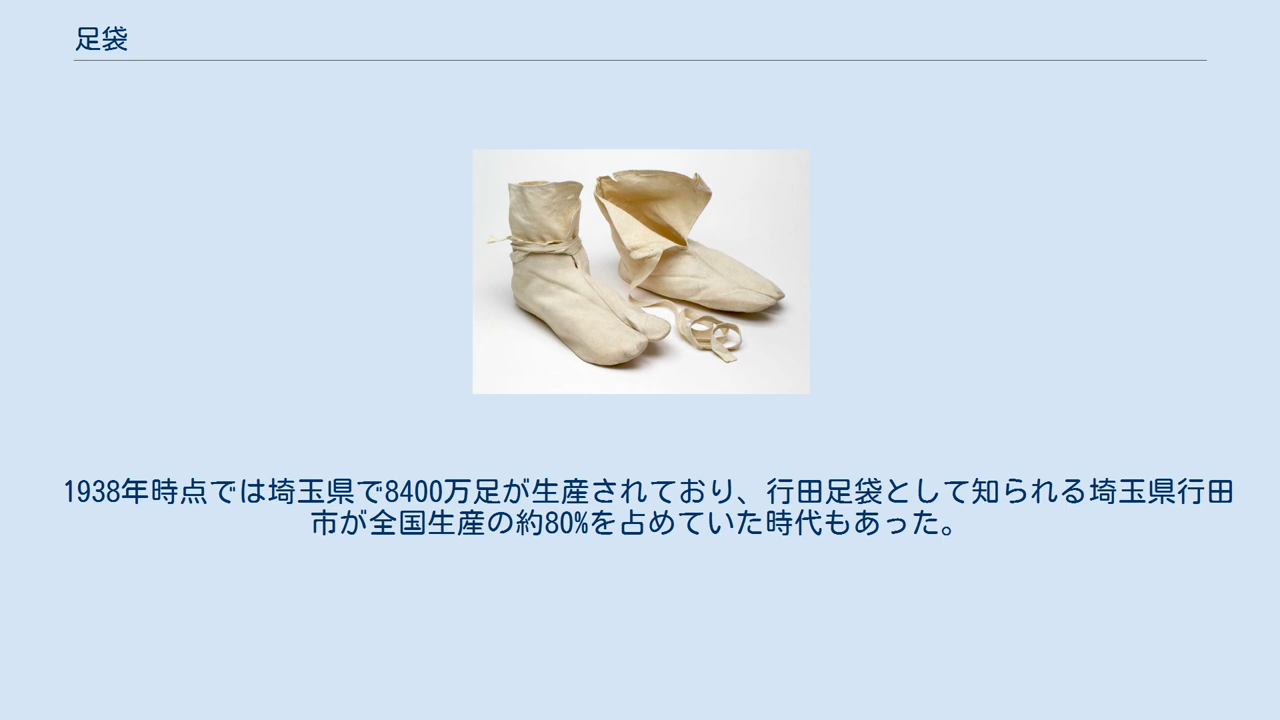 足袋
1938年時点では埼玉県で8400万足が生産されており、行田足袋として知られる埼玉県行田
市が全国生産の約80%を占めていた時代もあった。